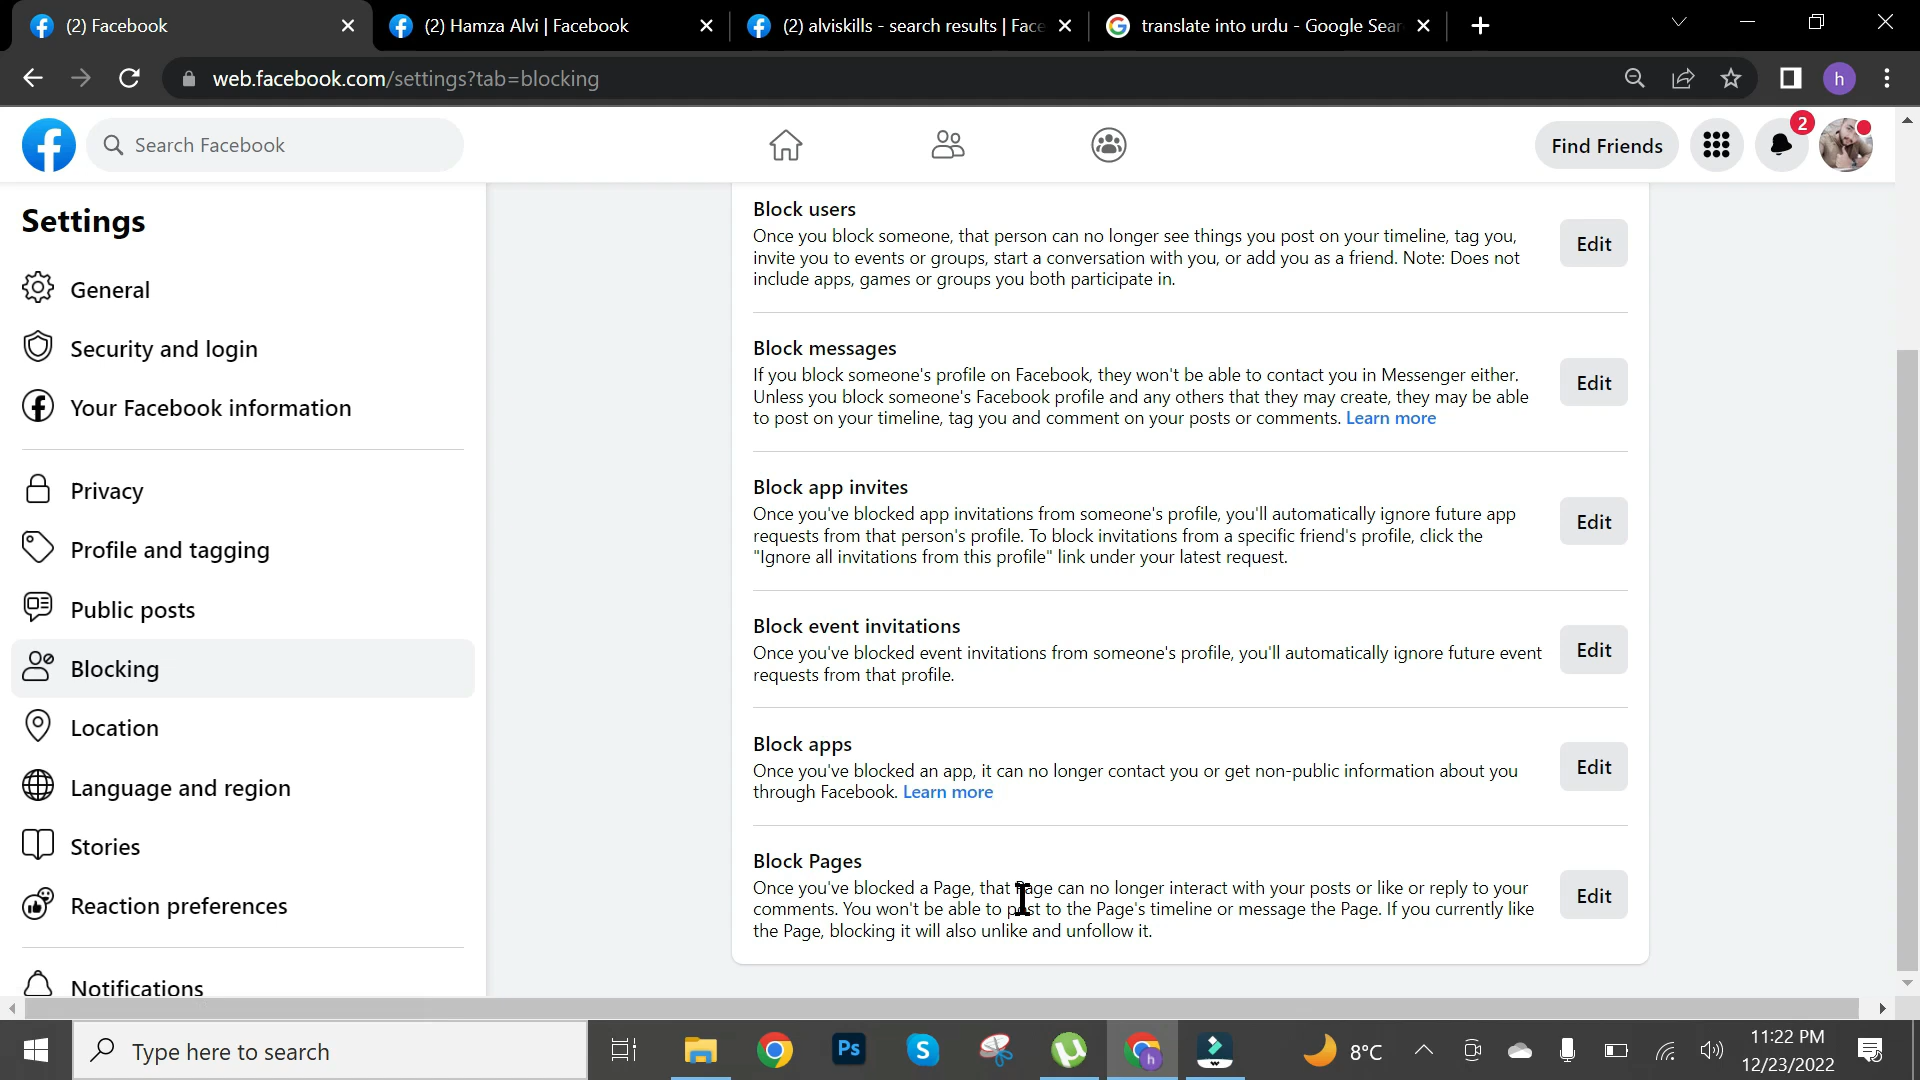 (2) Facebook
(2) Hamza Alvi | Facebook
(2) alviskills - search results | Face
translate into urdu - Google Sear
web.facebook.com/settings?tab=blocking
h
Search Facebook
Find Friends
2
Settings
General
Security and login
Your Facebook information
Privacy
Profile and tagging
Public posts
Blocking
Location
Language and region
Stories
Reaction preferences
Notifications
Block users
Once you block someone, that person can no longer see things you post on your timeline, tag you,
invite you to events or groups, start a conversation with you, or add you as a friend. Note: Does not
include apps, games or groups you both participate in.
Edit
Block messages
If you block someone's profile on Facebook, they won't be able to contact you in Messenger either.
Unless you block someone's Facebook profile and any others that they may create, they may be able
to post on your timeline, tag you and comment on your posts or comments. Learn more
Edit
Block app invites
Once you've blocked app invitations from someone's profile, you'll automatically ignore future app
requests from that person's profile. To block invitations from a specific friend's profile, click the
"Ignore all invitations from this profile" link under your latest request.
Edit
Block event invitations
Once you've blocked event invitations from someone's profile, you'll automatically ignore future event
requests from that profile.
Edit
Block apps
Once you've blocked an app, it can no longer contact you or get non-public information about you
through Facebook. Learn more
Edit
Block Pages
Once you've blocked a Page, that Page can no longer interact with your posts or like or reply to your
comments. You won't be able to post to the Page's timeline or message the Page. If you currently like
the Page, blocking it will also unlike and unfollow it.
Edit
Type here to search
Ps
S
h
8°C
11:22 PM
12/23/2022